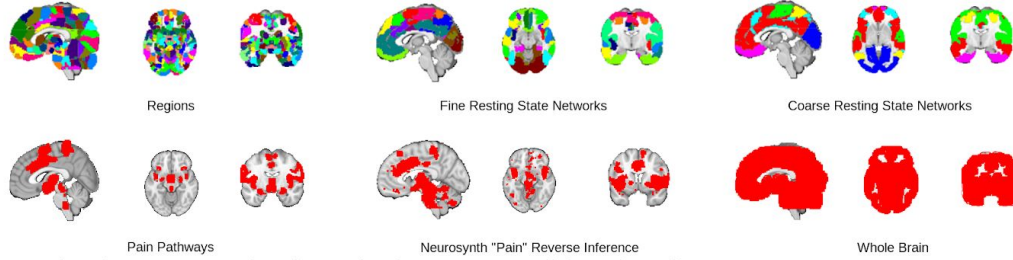 Regions
Fine Resting State Networks
Coarse Resting State Networks
Pain Pathways
Neurosynth "Pain" Reverse Inference
Whole Brain